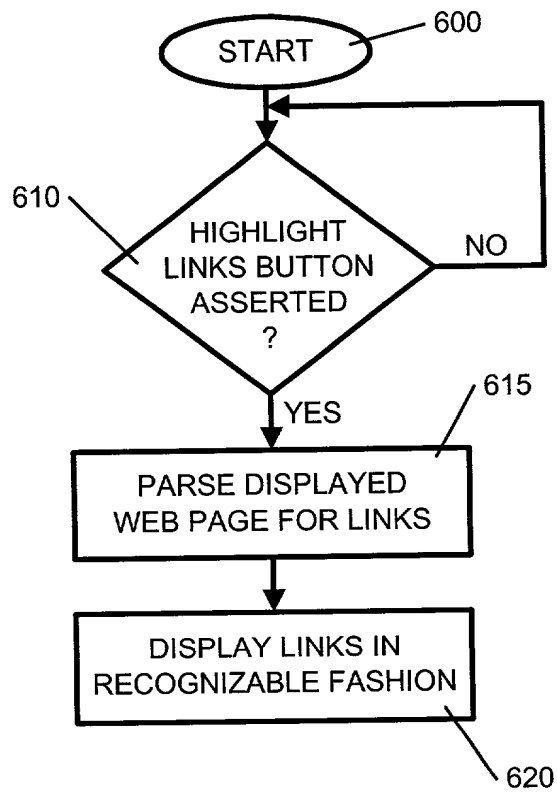 START
600
610
HIGHLIGHT
LINKS BUTTON
ASSERTED
?
NO
YES
615
PARSE DISPLAYED
WEB PAGE FOR LINKS
DISPLAY LINKS IN
RECOGNIZABLE FASHION
620